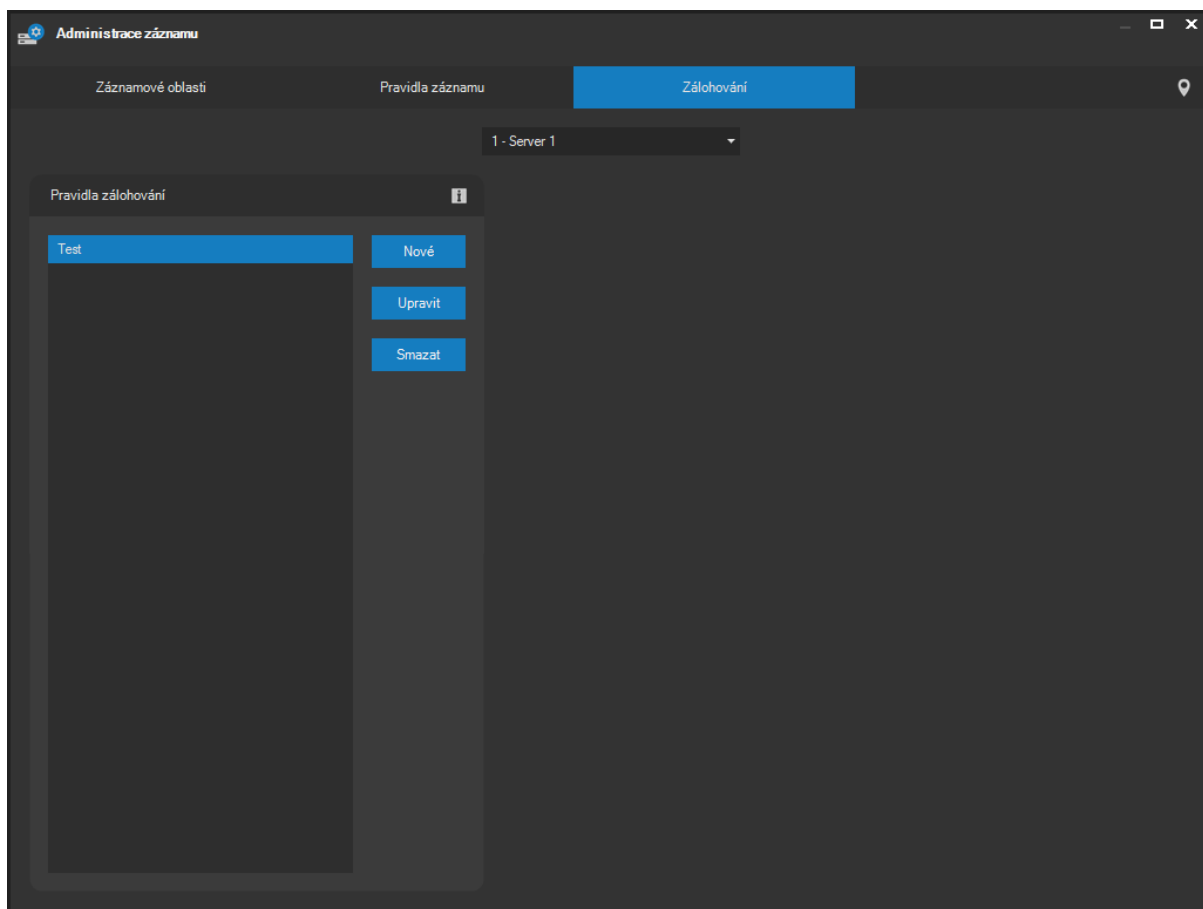 Administrace záznamu
Záznamové oblasti Pravidla záznamu Zálohování
1 - Server 1
Pravidla zálohování
Test
Nové
Upravit
Smazat